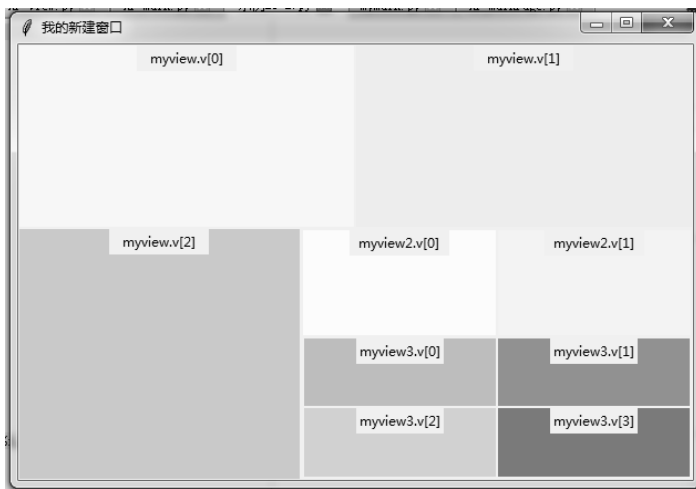 我的新建窗口
myview.v[0] myview.v[1]
myview.v[2] myview2.v[0] myview2.v[1]
myview3.v[0] myview3.v[1]
myview3.v[2] myview3.v[3]